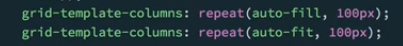 grid-template-columns: repeat(auto-fill, 100px);
grid-template-columns: repeat(auto-fit, 100px);